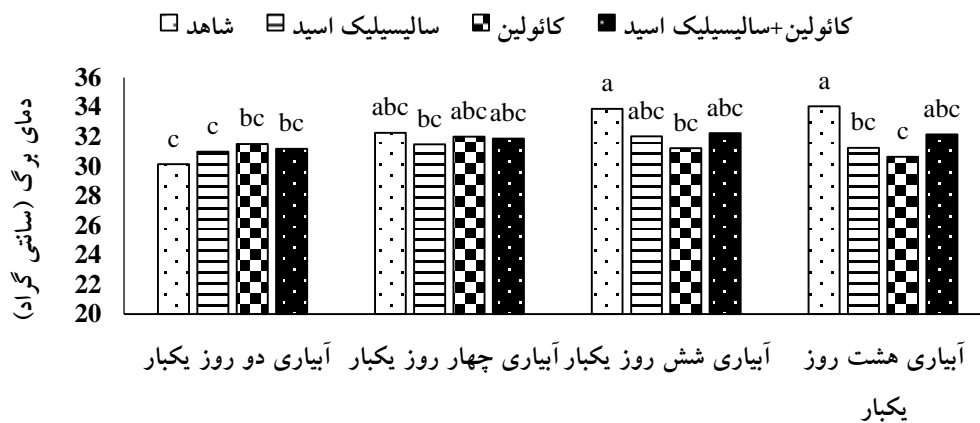 شاهد سالیسیلیک اسید کائولین کائولین+سالیسیلیک اسید
دمای برگ (سانتی گراد)
36
34
32
30
28
26
24
22
20
c c bc bc
abc bc abc abc
a abc bc abc
a bc c abc
آبیاری دو روز یکبار آبیاری چهار روز یکبار آبیاری شش روز یکبار آبیاری هشت روز
یکبار